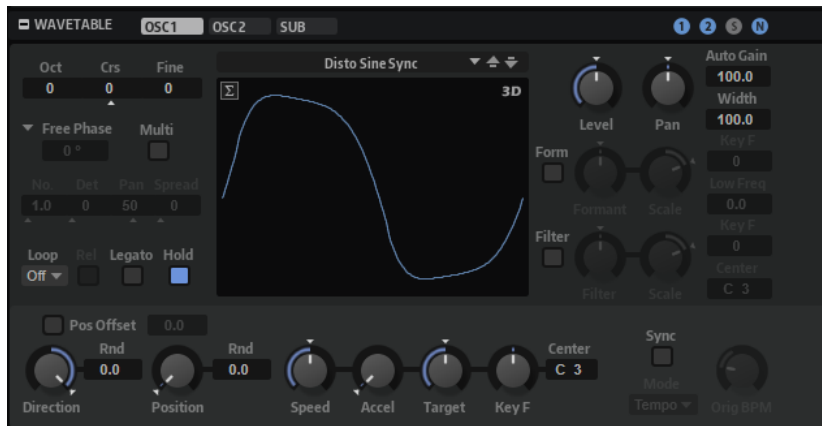 WAVETABLE OSC1 OSC2 SUB 1 2 S N
Oct Crs Fine
0 0 0
Disto Sine Sync
Σ 3D
Free Phase Multi
0 °
No. Det Pan Spread
1.0 0 50 0
Loop Rel Legato Hold
Off
Level Pan
Auto Gain
100.0
Width
100.0
Form
Formant Scale
Key F
0
Low Freq
0.0
Filter
Filter Scale
Key F
0
Center
C 3
Pos Offset 0.0
Direction
Rnd
0.0
Position
Rnd
0.0
Speed Accel Target Key F
Center
C 3
Sync
Mode
Tempo
Orig BPM